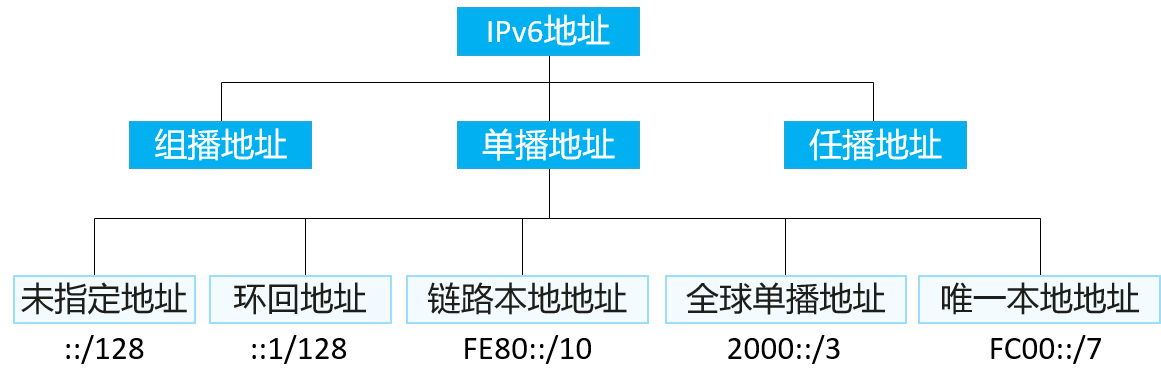 IPv6地址
组播地址
单播地址
任播地址
未指定地址
环回地址
链路本地地址
全球单播地址
唯一本地地址
::/128
::1/128
FE80::/10
2000::/3
FC00::/7